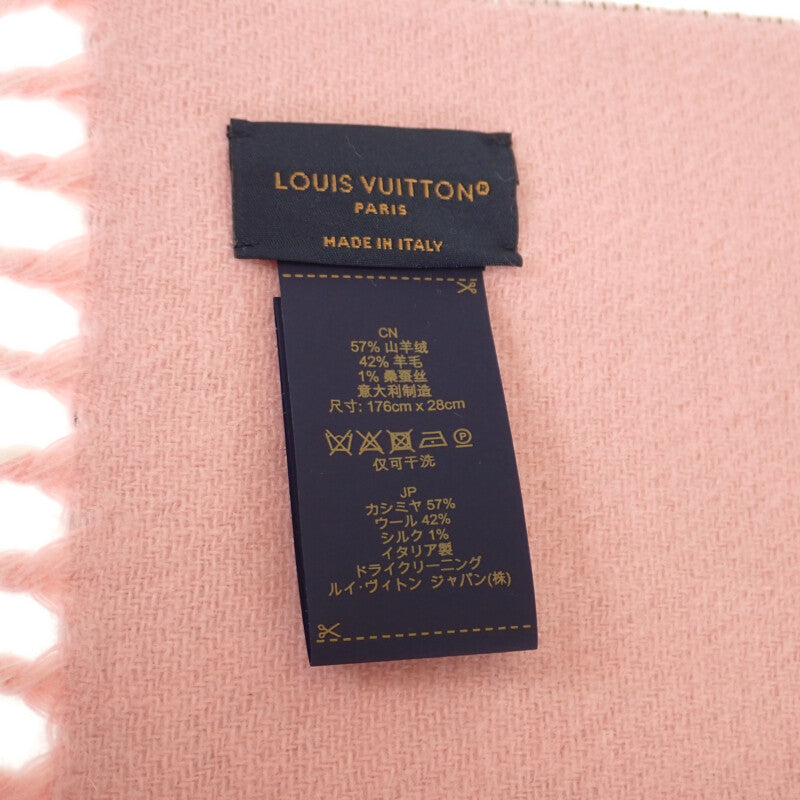 LOUIS VUITTON®
PARIS
MADE IN ITALY
CN
57% 山羊绒
42% 羊毛
1% 桑蚕丝
意大利制造
尺寸: 176cm x 28cm
仅可干洗
JP
カシミヤ 57%
ウール 42%
シルク 1%
イタリア製
ドライクリーニング
ルイ・ヴィトン ジャパン(株)